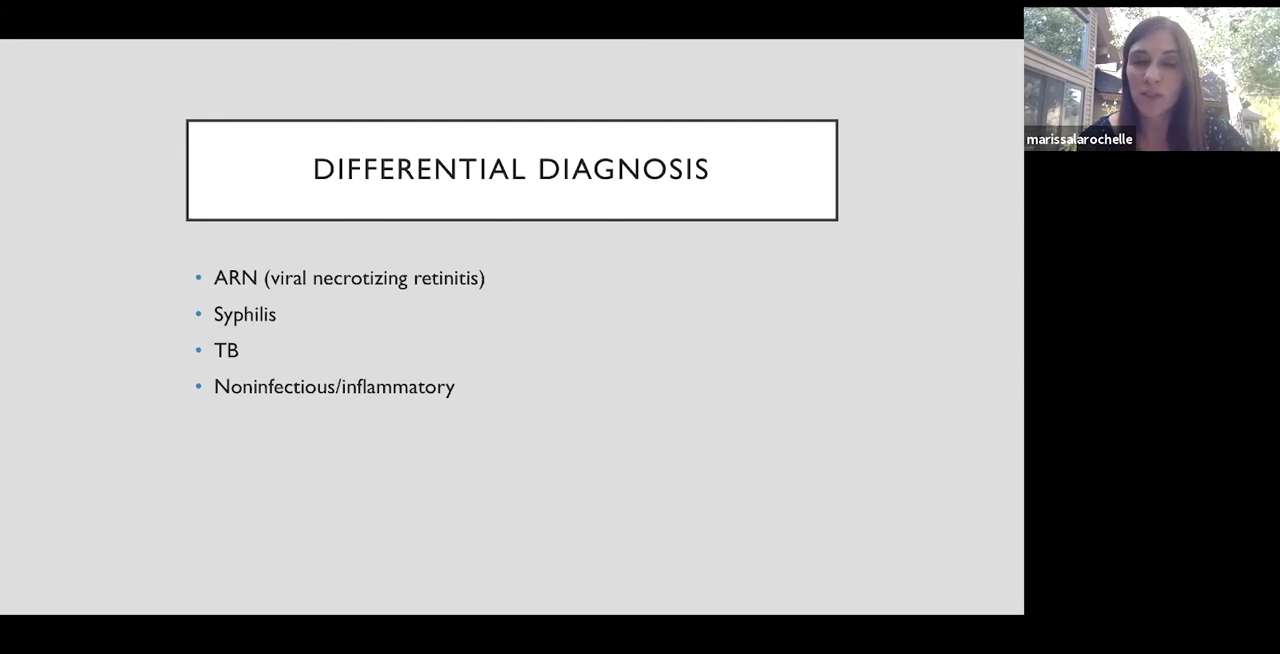 DIFFERENTIAL DIAGNOSIS
• ARN (viral necrotizing retinitis)
• Syphilis
• TB
• Noninfectious/inflammatory
marissalarochelle